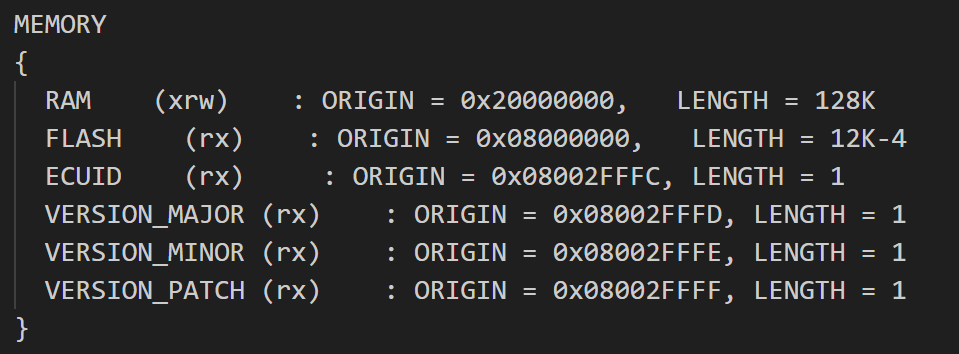 MEMORY
{
RAM (xrw) : ORIGIN = 0x20000000, LENGTH = 128K
FLASH (rx) : ORIGIN = 0x08000000, LENGTH = 12K-4
ECUID (rx) : ORIGIN = 0x08002FFFC, LENGTH = 1
VERSION_MAJOR (rx) : ORIGIN = 0x08002FFFD, LENGTH = 1
VERSION_MINOR (rx) : ORIGIN = 0x08002FFFE, LENGTH = 1
VERSION_PATCH (rx) : ORIGIN = 0x08002FFFF, LENGTH = 1
}